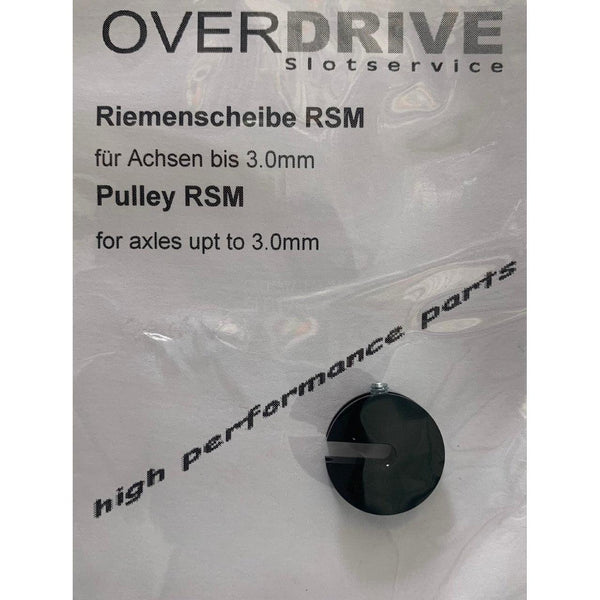 OVERDRIVE
Slotservice
Riemenscheibe RSM
für Achsen bis 3.0mm
Pulley RSM
for axles upt to 3.0mm
high performance parts